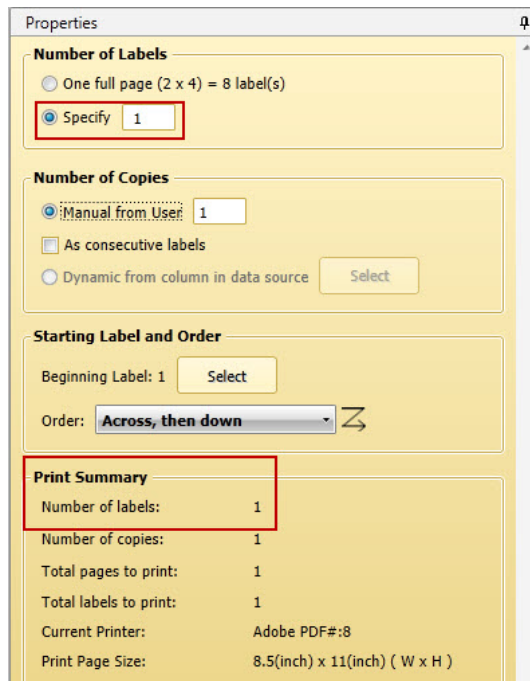 Properties
Number of Labels
One full page (2 x 4) = 8 label(s)
Specify 1
Number of Copies
Manual from User 1
As consecutive labels
Dynamic from column in data source Select
Starting Label and Order
Beginning Label: 1 Select
Order: Across, then down
Print Summary
Number of labels: 1
Number of copies: 1
Total pages to print: 1
Total labels to print: 1
Current Printer: Adobe PDF#:8
Print Page Size: 8.5(inch) x 11(inch) ( W x H )